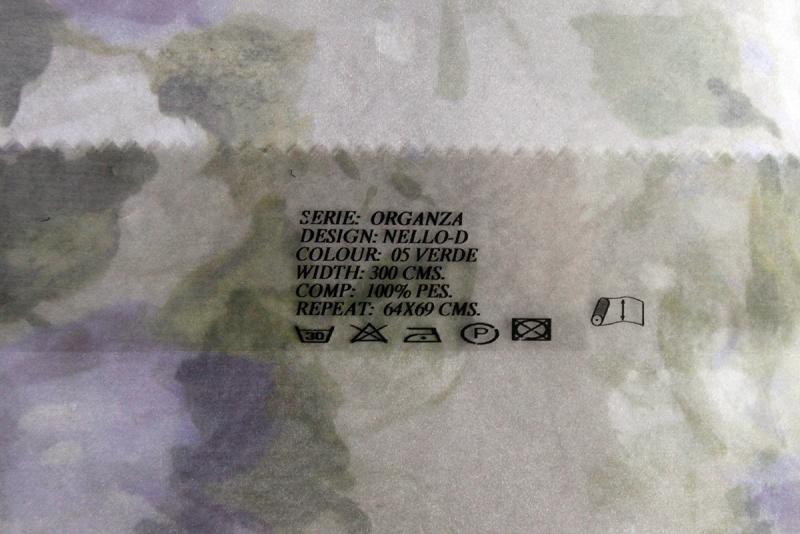 SERIE: ORGANZA
DESIGN: NELLO-D
COLOUR: 05 VERDE
WIDTH: 300 CMS.
COMP: 100% PES.
REPEAT: 64X69 CMS.
30 P